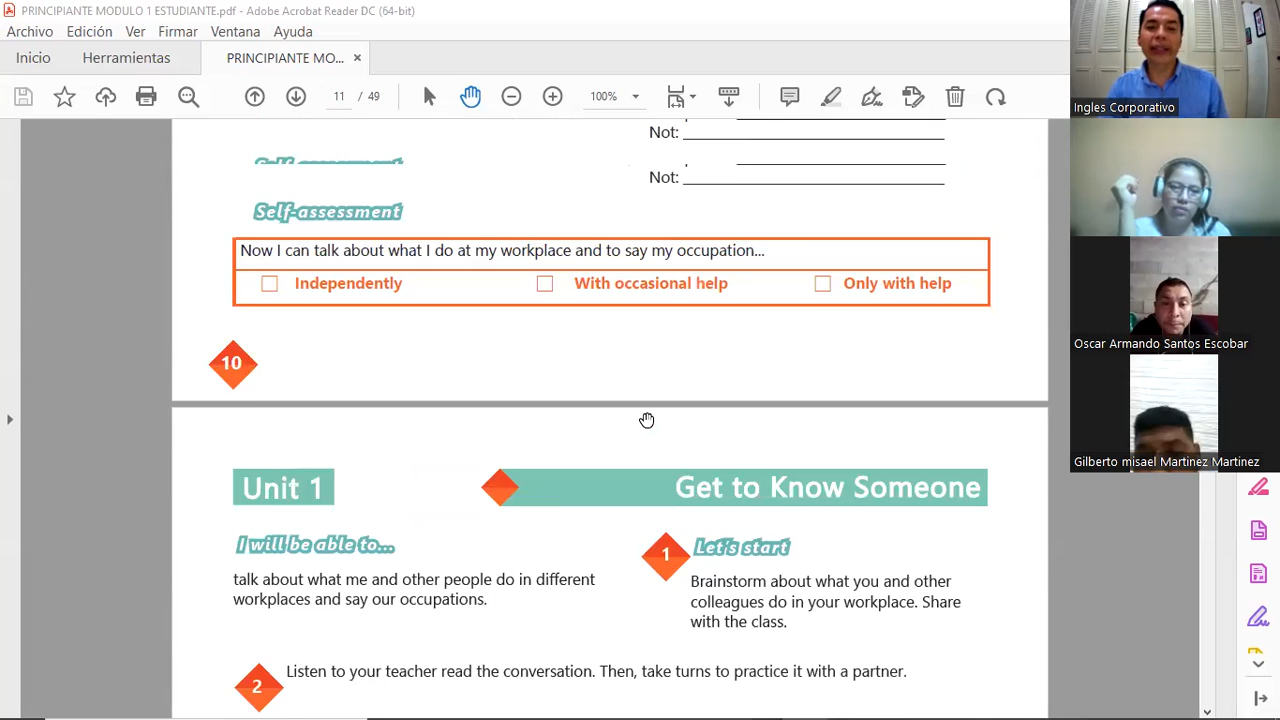 PRINCIPIANTE MODULO 1 ESTUDIANTE.pdf - Adobe Acrobat Reader DC (64-bit)
Archivo Edición Ver Firmar Ventana Ayuda
Inicio Herramientas PRINCIPIANTE MO... ×
11 / 49 100%
Not:
Self-assessment
Not:
Self-assessment
Now I can talk about what I do at my workplace and to say my occupation...
Independently With occasional help Only with help
10
Unit 1 Get to Know Someone
I will be able to...
talk about what me and other people do in different
workplaces and say our occupations.
1 Let's start
Brainstorm about what you and other
colleagues do in your workplace. Share
with the class.
2 Listen to your teacher read the conversation. Then, take turns to practice it with a partner.
Ingles Corporativo
Oscar Armando Santos Escobar
Gilberto misael Martinez Martinez